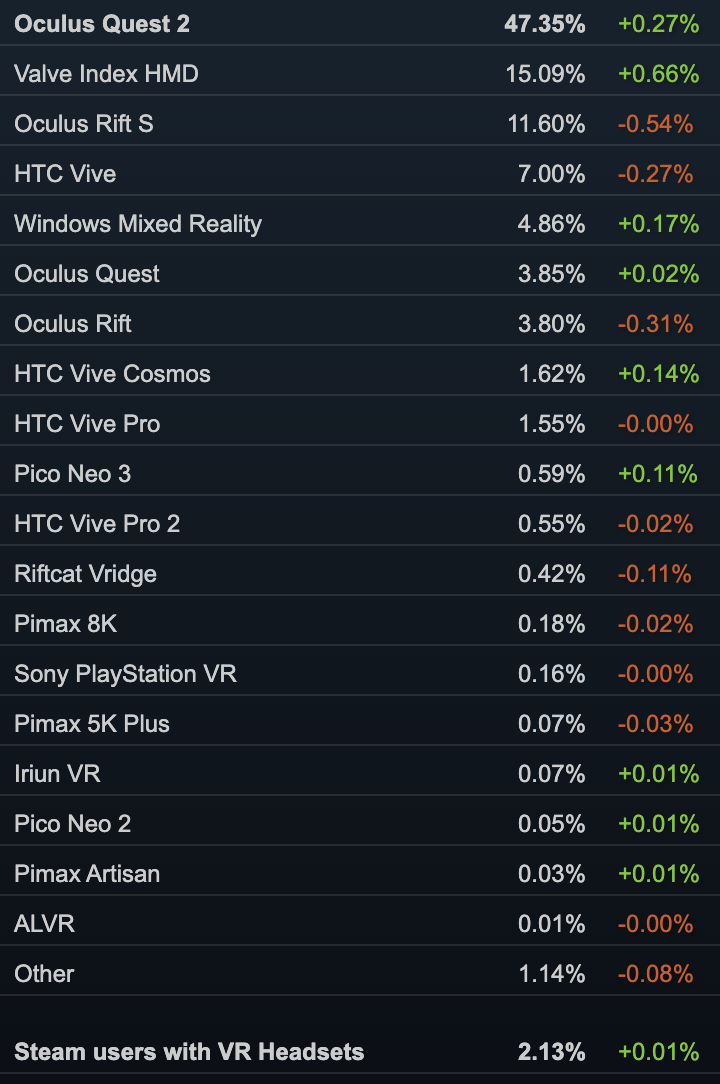 Oculus Quest 2 47.35% +0.27%
Valve Index HMD 15.09% +0.66%
Oculus Rift S 11.60% -0.54%
HTC Vive 7.00% -0.27%
Windows Mixed Reality 4.86% +0.17%
Oculus Quest 3.85% +0.02%
Oculus Rift 3.80% -0.31%
HTC Vive Cosmos 1.62% +0.14%
HTC Vive Pro 1.55% -0.00%
Pico Neo 3 0.59% +0.11%
HTC Vive Pro 2 0.55% -0.02%
Riftcat Vridge 0.42% -0.11%
Pimax 8K 0.18% -0.02%
Sony PlayStation VR 0.16% -0.00%
Pimax 5K Plus 0.07% -0.03%
Iriun VR 0.07% +0.01%
Pico Neo 2 0.05% +0.01%
Pimax Artisan 0.03% +0.01%
ALVR 0.01% -0.00%
Other 1.14% -0.08%
Steam users with VR Headsets 2.13% +0.01%